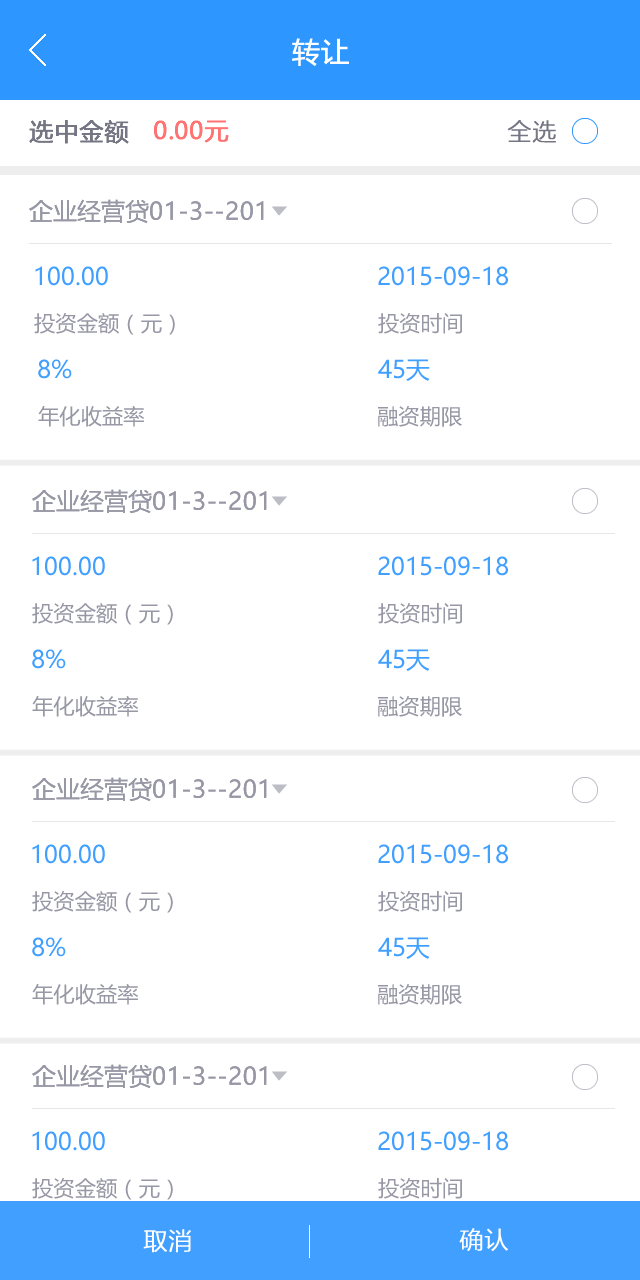 转让
选中金额 0.00元 全选
企业经营贷01-3--201
100.00 2015-09-18
投资金额（元） 投资时间
8% 45天
年化收益率 融资期限
企业经营贷01-3--201
100.00 2015-09-18
投资金额（元） 投资时间
8% 45天
年化收益率 融资期限
企业经营贷01-3--201
100.00 2015-09-18
投资金额（元） 投资时间
8% 45天
年化收益率 融资期限
企业经营贷01-3--201
100.00 2015-09-18
投资金额（元） 投资时间
取消 确认